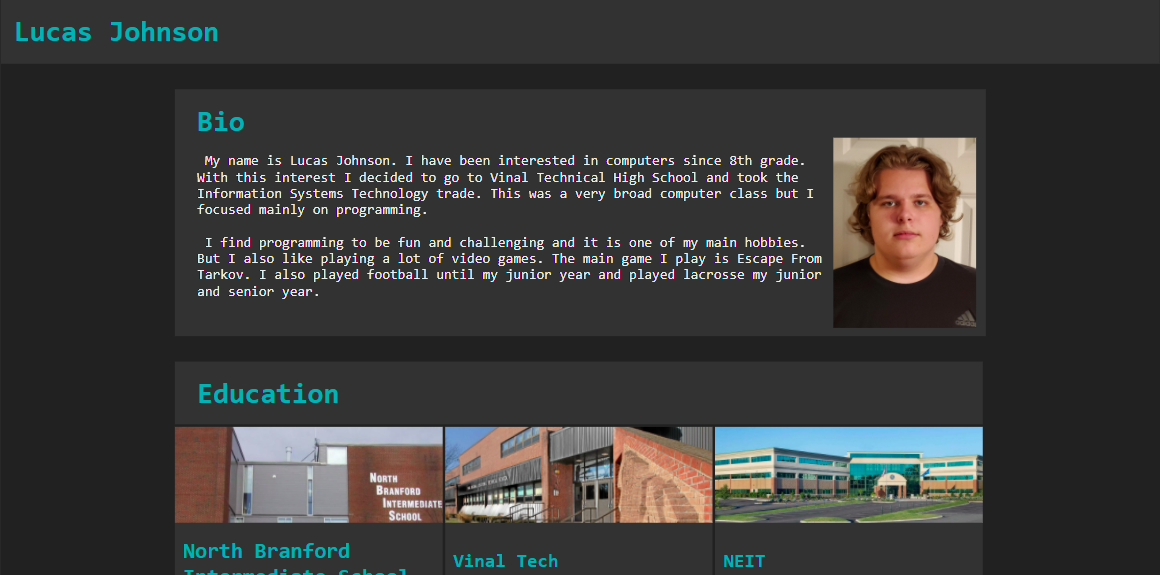 Lucas Johnson
Bio
My name is Lucas Johnson. I have been interested in computers since 8th grade.
With this interest I decided to go to Vinal Technical High School and took the
Information Systems Technology trade. This was a very broad computer class but I
focused mainly on programming.
I find programming to be fun and challenging and it is one of my main hobbies.
But I also like playing a lot of video games. The main game I play is Escape From
Tarkov. I also played football until my junior year and played lacrosse my junior
and senior year.
Education
North
Branford
Intermediate
School
North Branford
Intermediate School
Vinal Tech
NEIT